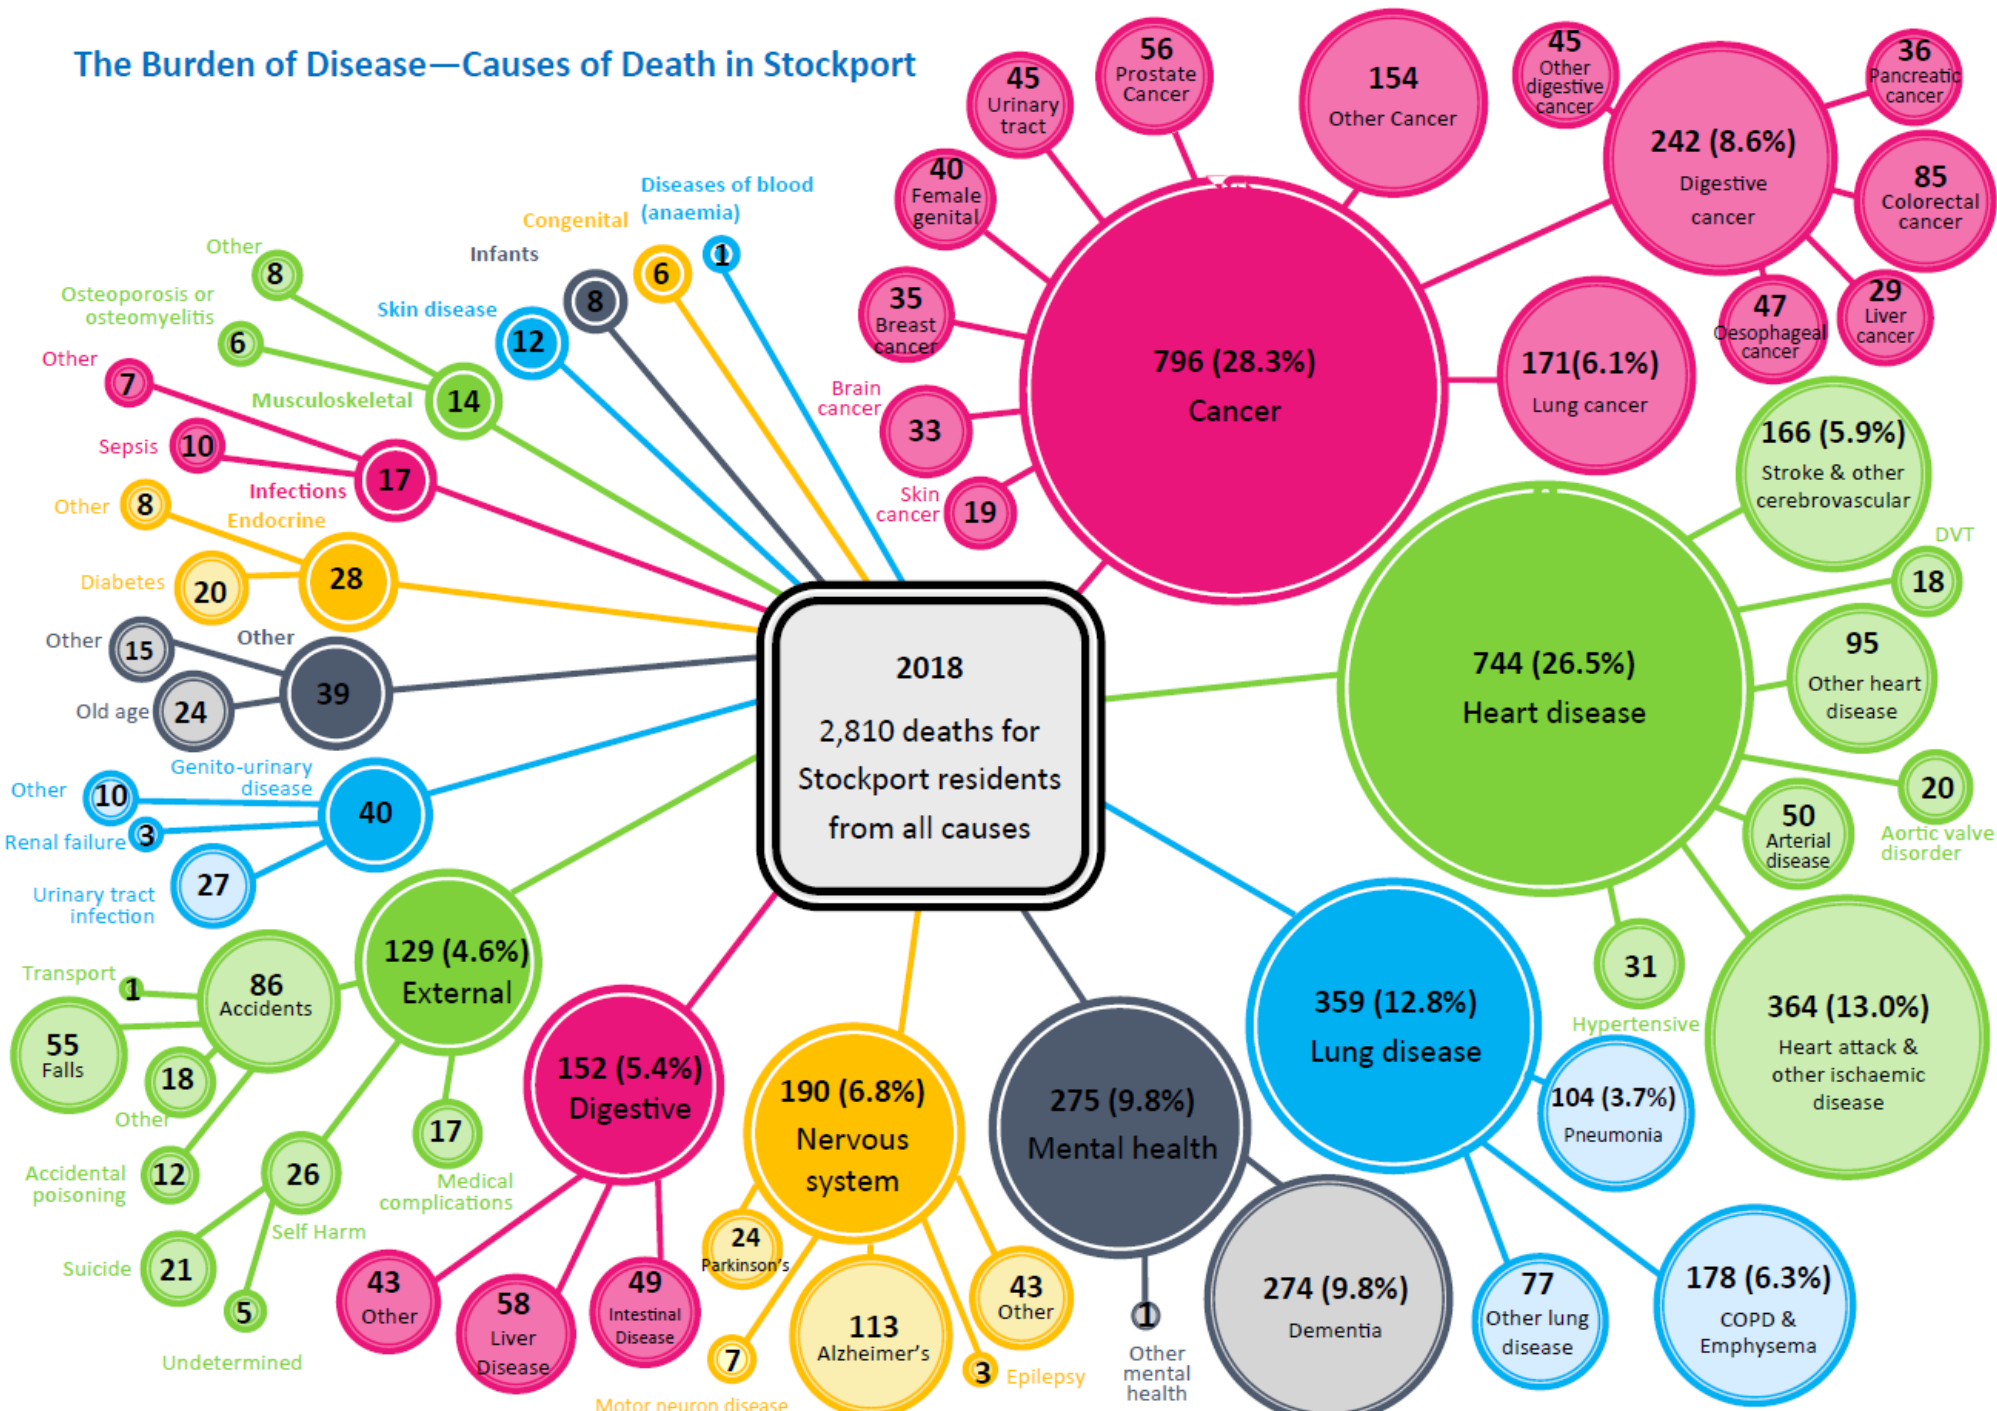 The Burden of Disease—Causes of Death in Stockport
2018
2,810 deaths for
Stockport residents
from all causes
796 (28.3%)
Cancer
45
Urinary
tract
56
Prostate
Cancer
154
Other Cancer
40
Female
genital
35
Breast
cancer
Brain
cancer
33
Skin
cancer
19
242 (8.6%)
Digestive
cancer
45
Other
digestive
cancer
36
Pancreatic
cancer
85
Colorectal
cancer
29
Liver
cancer
47
Oesophageal
cancer
171(6.1%)
Lung cancer
744 (26.5%)
Heart disease
166 (5.9%)
Stroke & other
cerebrovascular
DVT
18
95
Other heart
disease
20
Aortic valve
disorder
50
Arterial
disease
364 (13.0%)
Heart attack &
other ischaemic
disease
31
Hypertensive
359 (12.8%)
Lung disease
104 (3.7%)
Pneumonia
178 (6.3%)
COPD &
Emphysema
77
Other lung
disease
275 (9.8%)
Mental health
274 (9.8%)
Dementia
1
Other
mental
health
190 (6.8%)
Nervous
system
24
Parkinson's
7
Motor neuron disease
113
Alzheimer's
3
Epilepsy
43
Other
152 (5.4%)
Digestive
43
Other
58
Liver
Disease
49
Intestinal
Disease
129 (4.6%)
External
86
Accidents
Transport
1
55
Falls
18
Other
Accidental
poisoning
12
26
Self Harm
Suicide
21
5
Undetermined
17
Medical
complications
Genito-urinary
disease
40
Other
10
Renal failure
3
27
Urinary tract
infection
Other
39
Other
15
Old age
24
Endocrine
28
Other
8
Diabetes
20
Infections
17
Other
7
Sepsis
10
Musculoskeletal
14
Other
8
Osteoporosis or
osteomyelitis
6
Skin disease
12
Infants
8
Congenital
6
Diseases of blood
(anaemia)
1